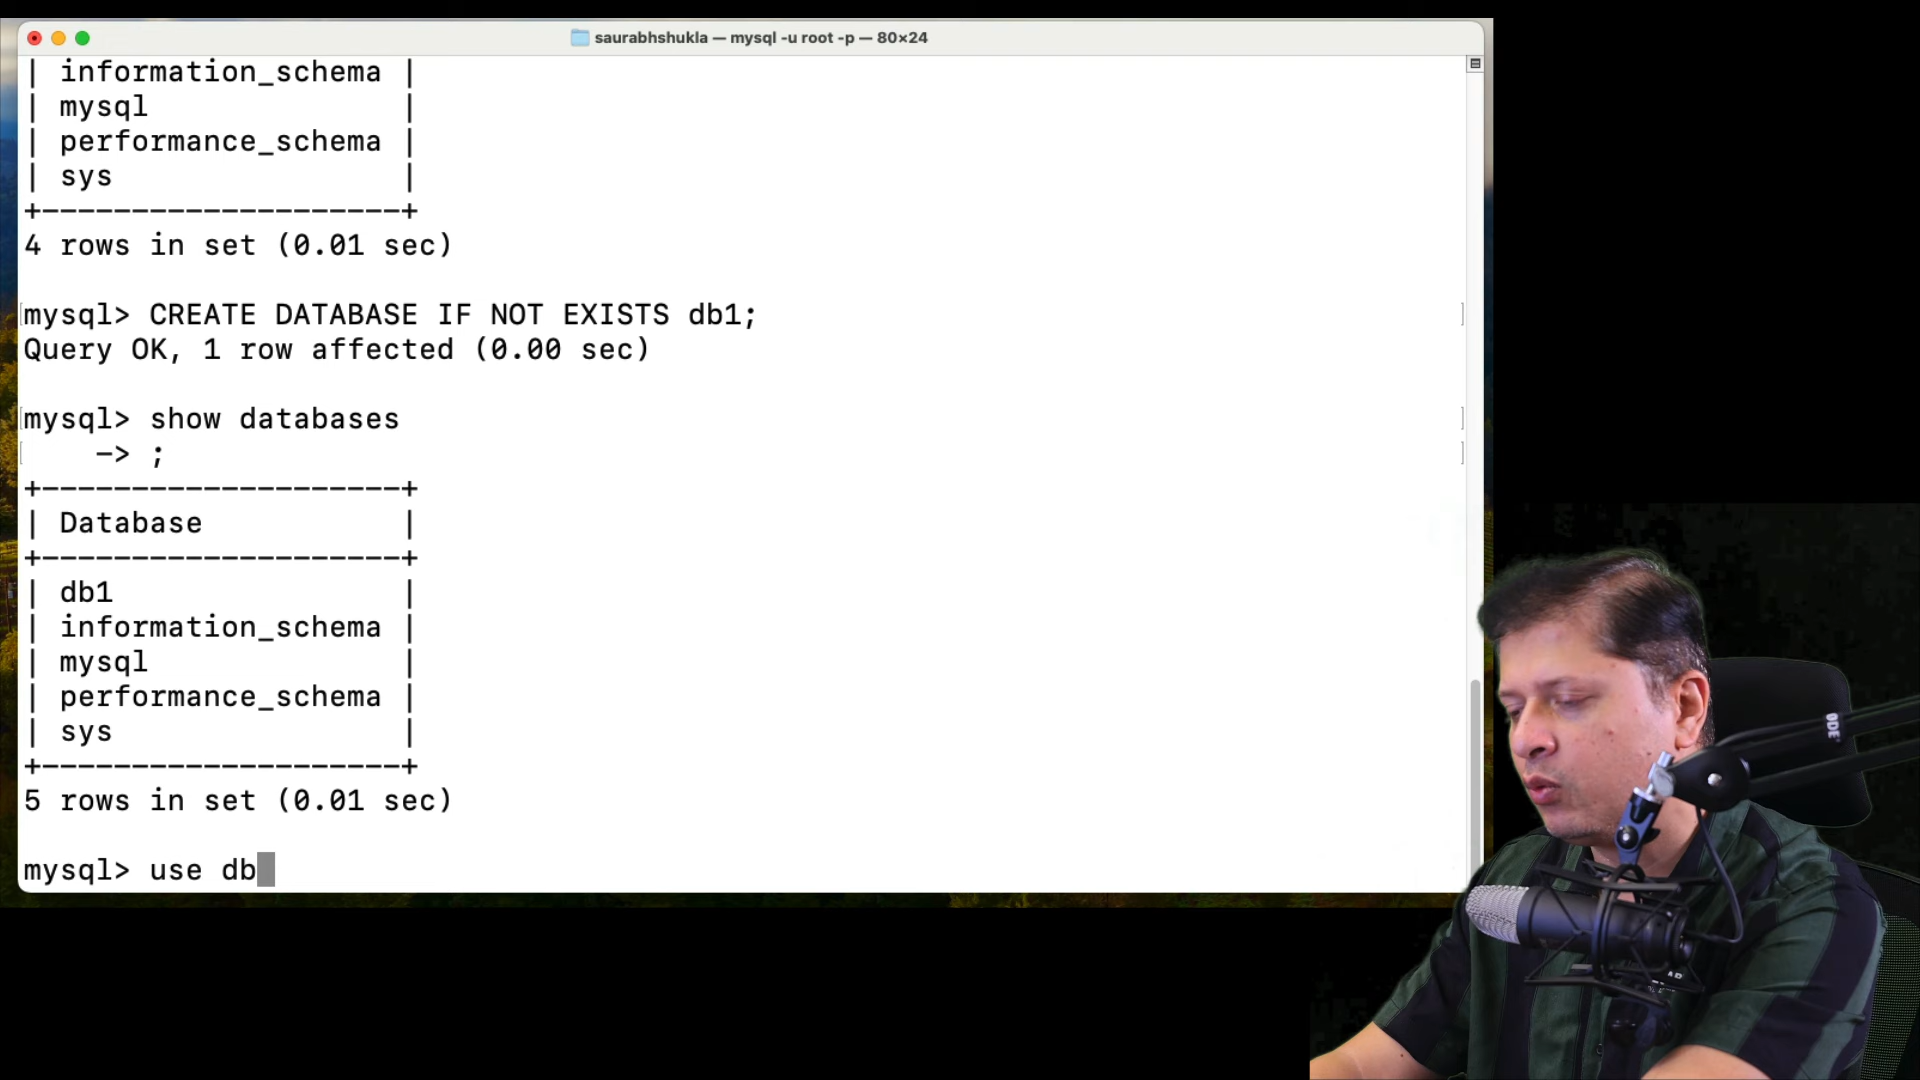 saurabhshukla — mysql -u root -p — 80×24
| information_schema |
| mysql              |
| performance_schema |
| sys                |
+--------------------+
4 rows in set (0.01 sec)
mysql> CREATE DATABASE IF NOT EXISTS db1;
Query OK, 1 row affected (0.00 sec)
mysql> show databases
    -> ;
+--------------------+
| Database           |
+--------------------+
| db1                |
| information_schema |
| mysql              |
| performance_schema |
| sys                |
+--------------------+
5 rows in set (0.01 sec)
mysql> use db